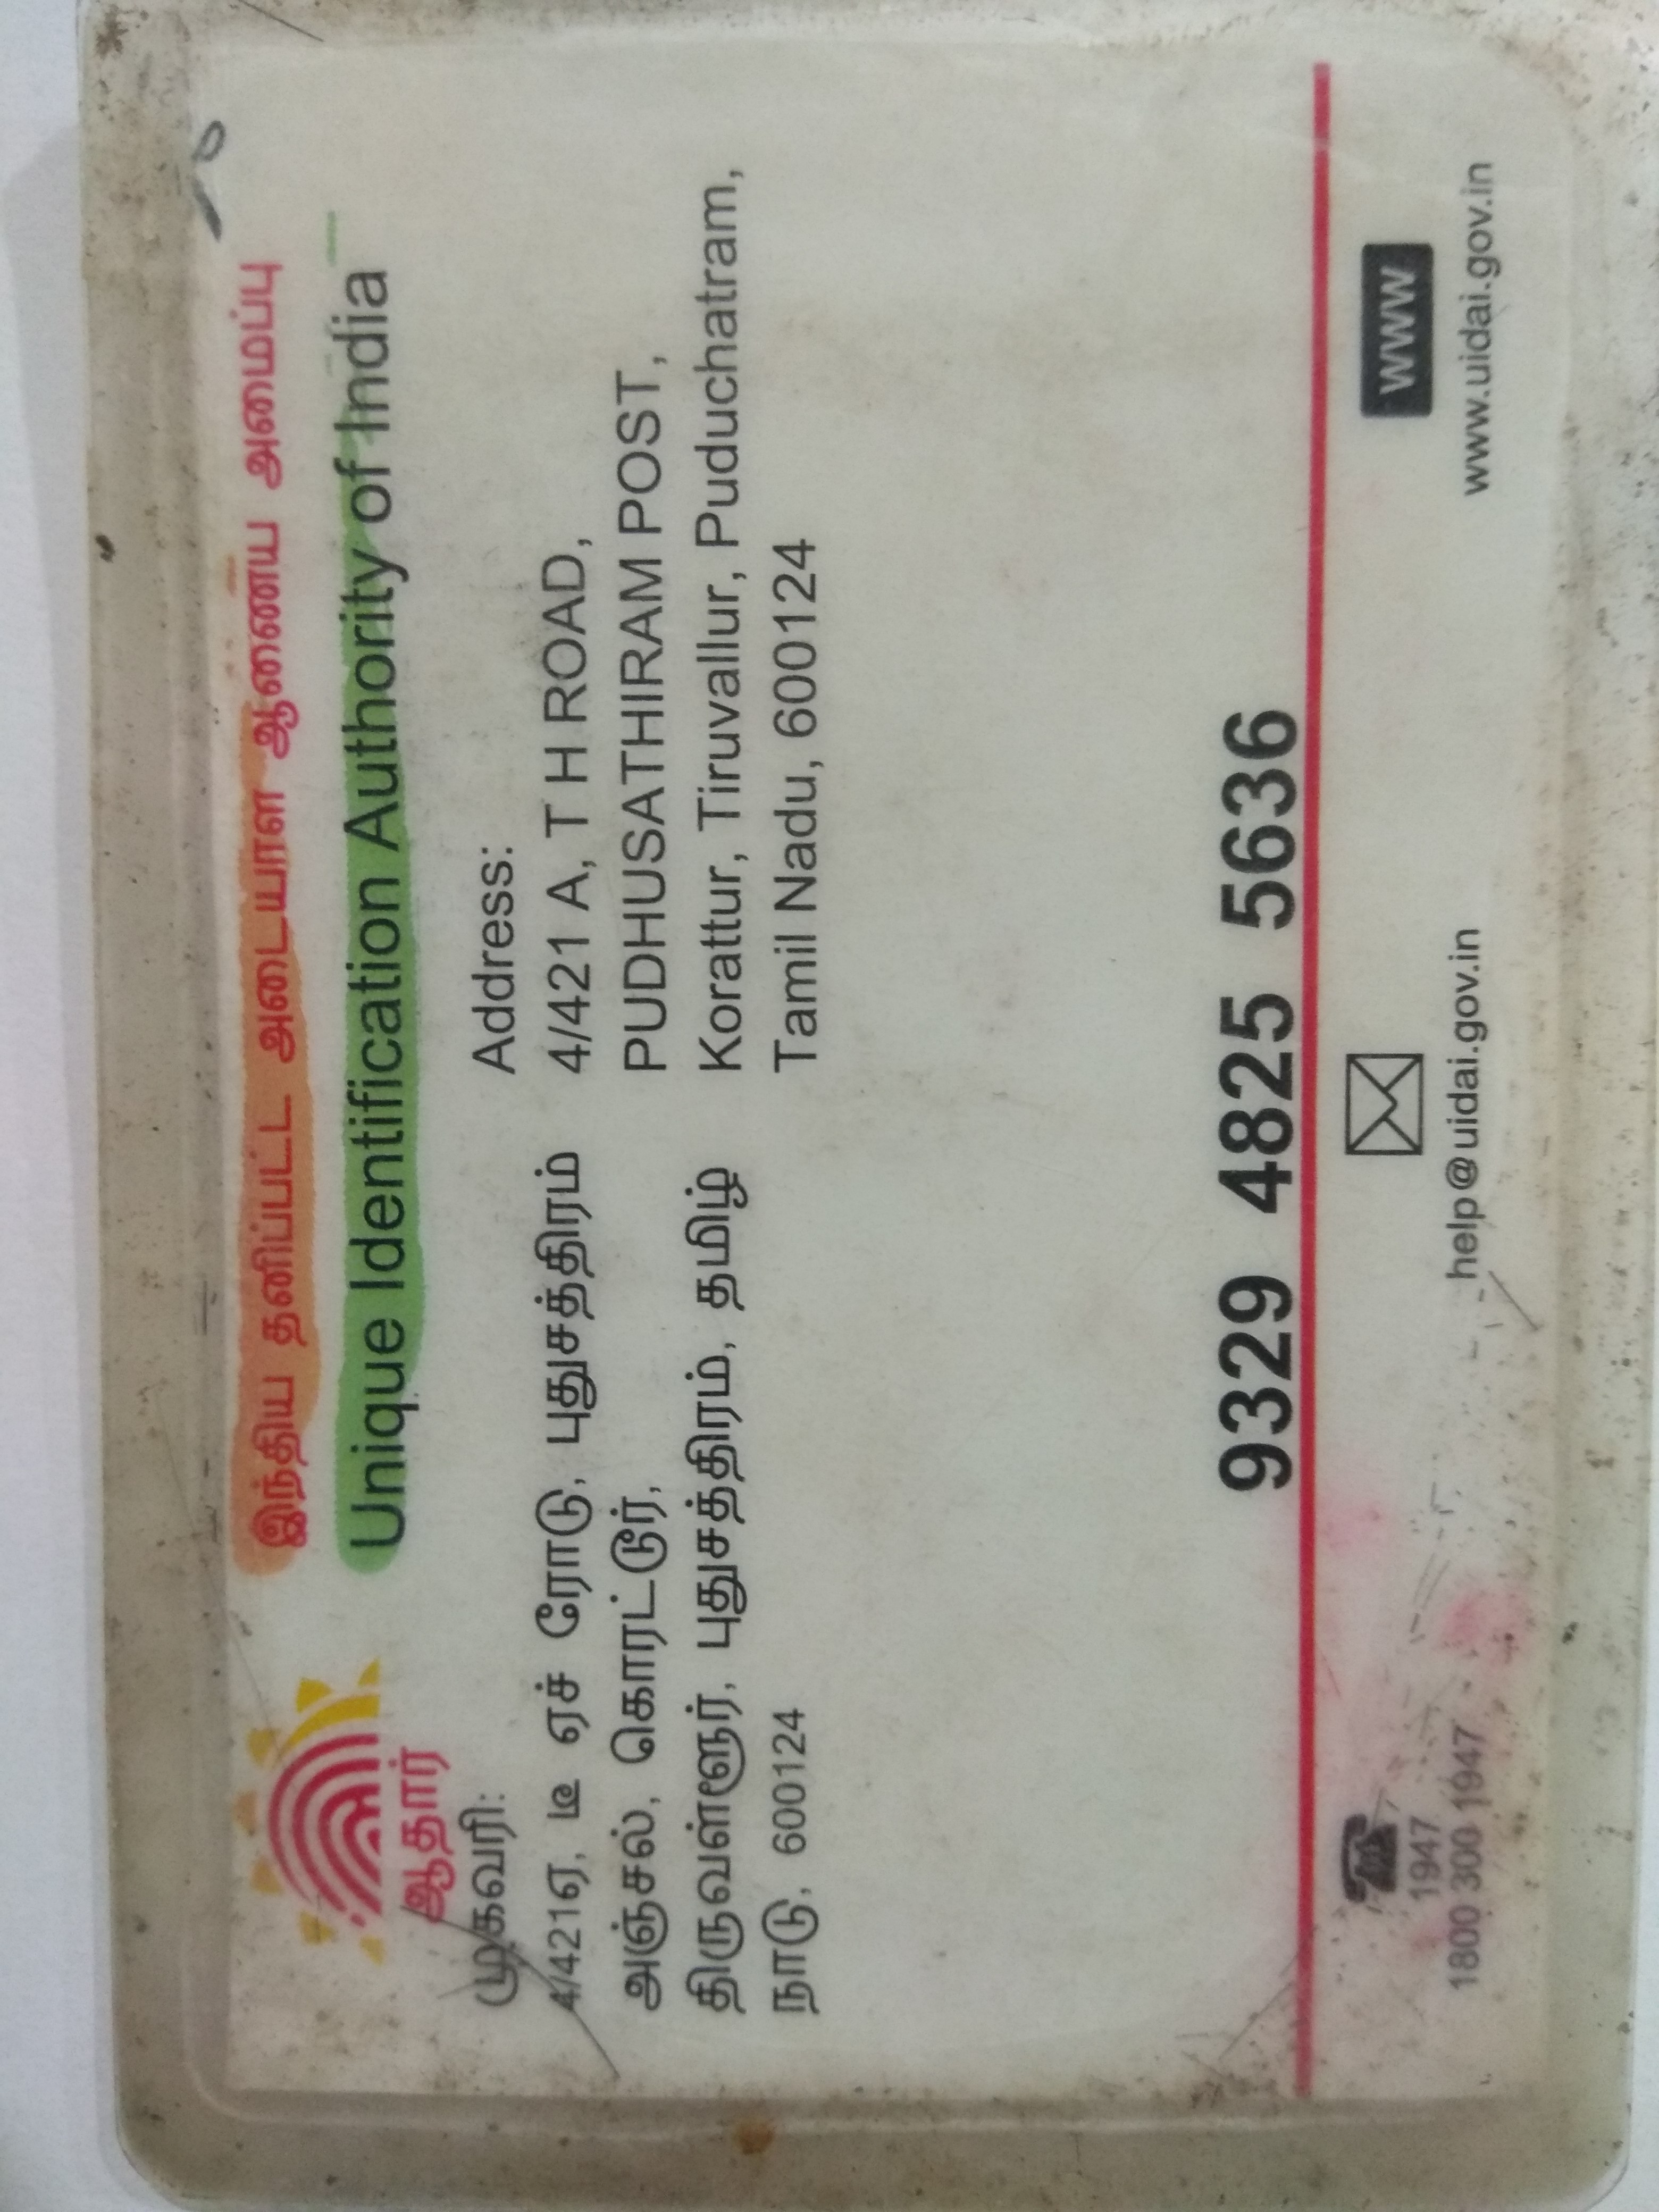 இந்திய தனிப்பட்ட அடையாள ஆணைய அமைப்பு
Unique Identification Authority of India
ஆதார்
முகவரி:
4/421ஏ, டீ ஏச் ரோடு, புதுசத்திரம்
அஞ்சல், கொரட்டூர்,
திருவள்ளூர், புதுசத்திரம், தமிழ்
நாடு, 600124
Address:
4/421 A, T H ROAD,
PUDHUSATHIRAM POST,
Korattur, Tiruvallur, Puduchatram,
Tamil Nadu, 600124
9329 4825 5636
1947
1800 300 1947
help@uidai.gov.in
WWW
www.uidai.gov.in